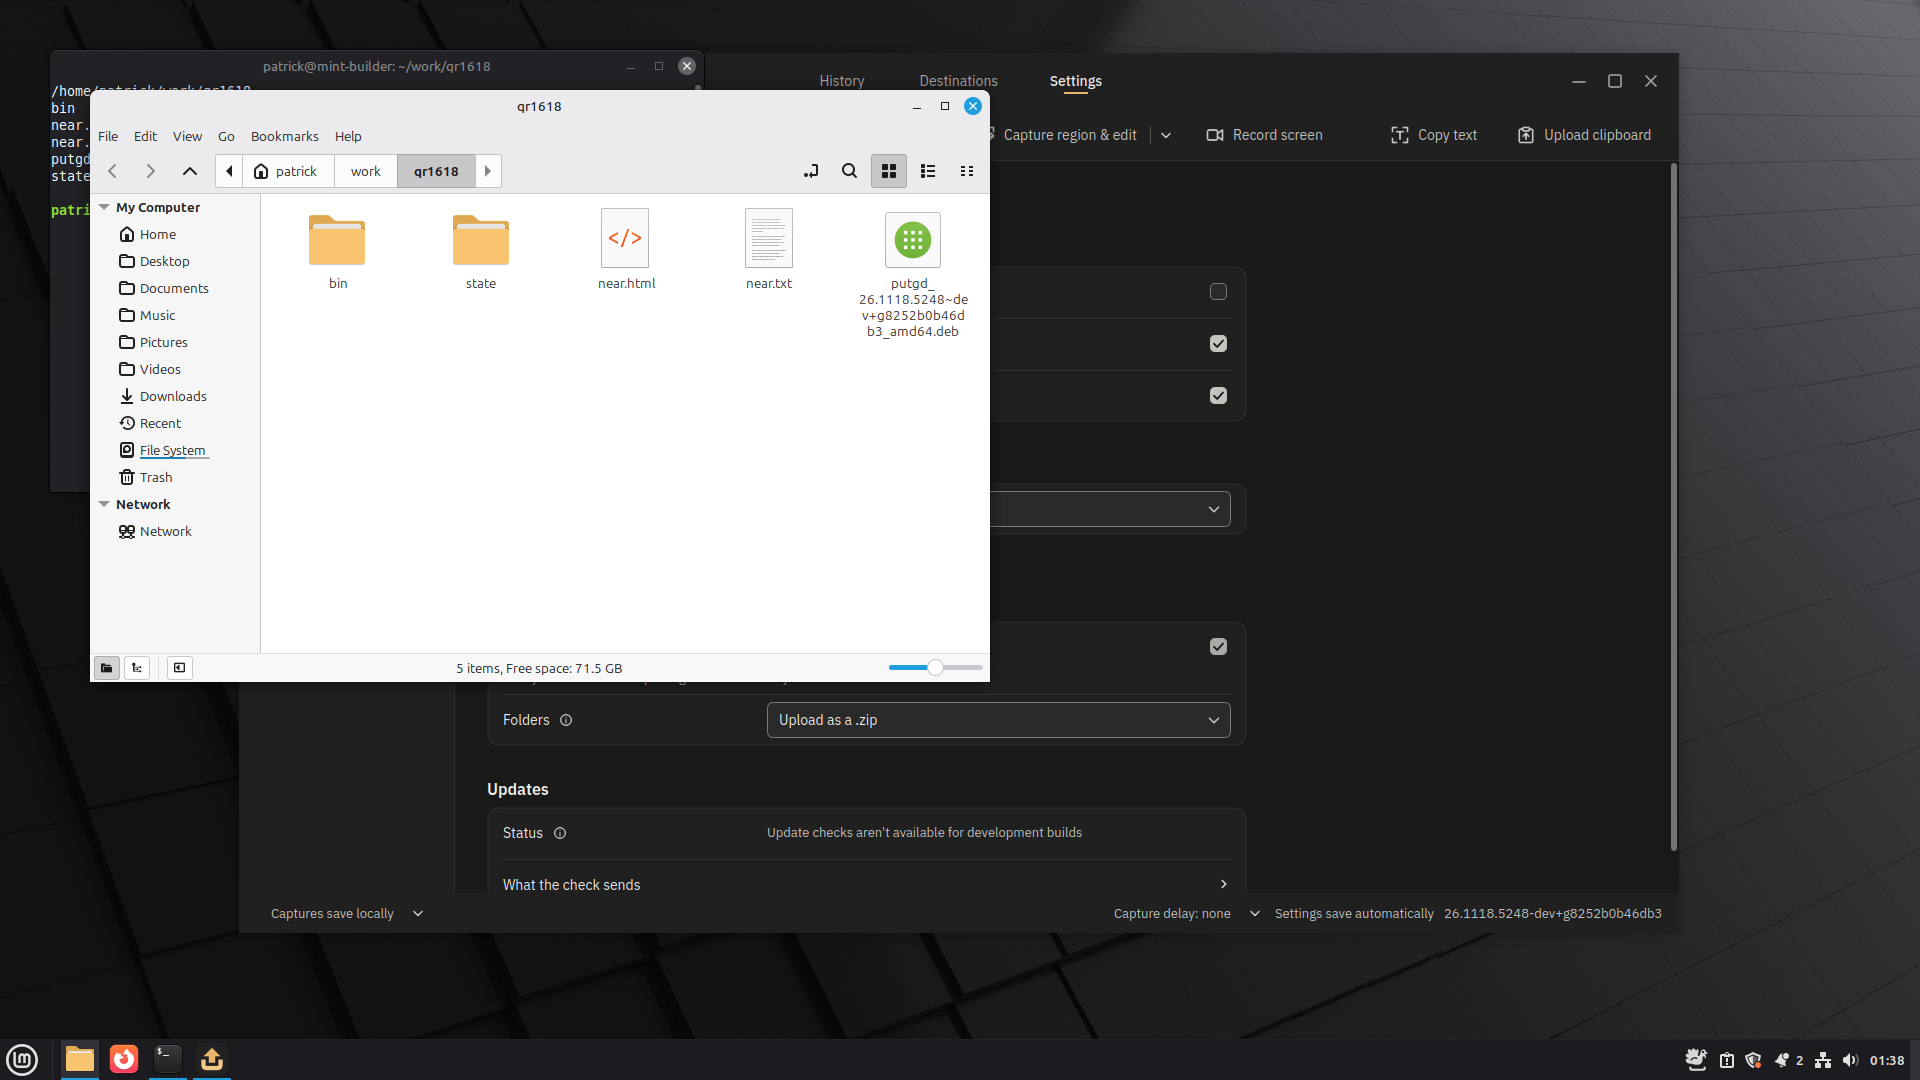 patrick@mint-builder: ~/work/qr1618
bin
near.
near.
putgd
state
patri
qr1618
File Edit View Go Bookmarks Help
patrick work qr1618
My Computer
Home
Desktop
Documents
Music
Pictures
Videos
Downloads
Recent
File System
Trash
Network
Network
bin
state
near.html
near.txt
putgd_
26.1118.5248~de
v+g8252b0b46d
b3_amd64.deb
5 items, Free space: 71.5 GB
History Destinations Settings
Capture region & edit Record screen Copy text Upload clipboard
Folders Upload as a .zip
Updates
Status Update checks aren't available for development builds
What the check sends
Captures save locally Capture delay: none Settings save automatically 26.1118.5248-dev+g8252b0b46db3
2 01:38